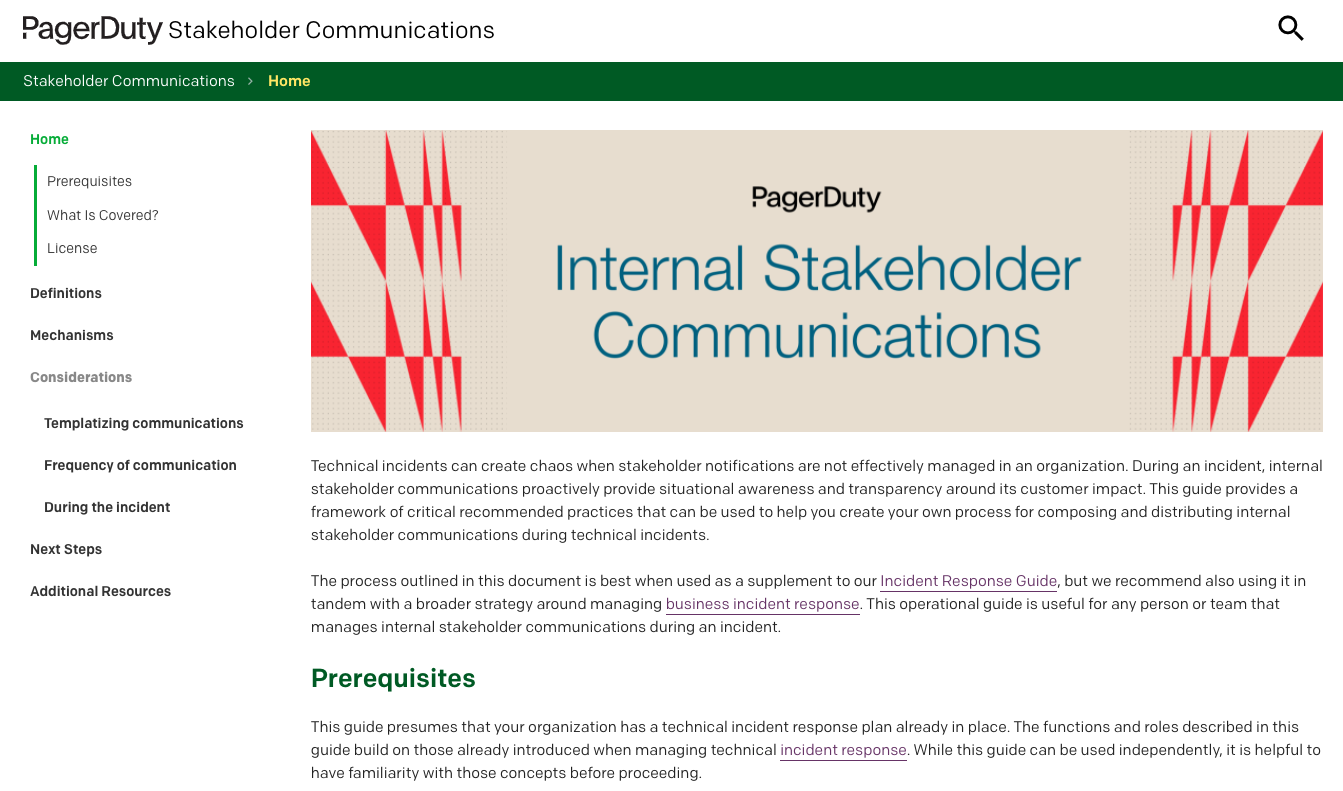 PagerDuty Stakeholder Communications
Stakeholder Communications > Home
Home
Prerequisites
What Is Covered?
License
Definitions
Mechanisms
Considerations
Templatizing communications
Frequency of communication
During the incident
Next Steps
Additional Resources
PagerDuty
Internal Stakeholder
Communications
Technical incidents can create chaos when stakeholder notifications are not effectively managed in an organization. During an incident, internal
stakeholder communications proactively provide situational awareness and transparency around its customer impact. This guide provides a
framework of critical recommended practices that can be used to help you create your own process for composing and distributing internal
stakeholder communications during technical incidents.
The process outlined in this document is best when used as a supplement to our Incident Response Guide, but we recommend also using it in
tandem with a broader strategy around managing business incident response. This operational guide is useful for any person or team that
manages internal stakeholder communications during an incident.
Prerequisites
This guide presumes that your organization has a technical incident response plan already in place. The functions and roles described in this
guide build on those already introduced when managing technical incident response. While this guide can be used independently, it is helpful to
have familiarity with those concepts before proceeding.